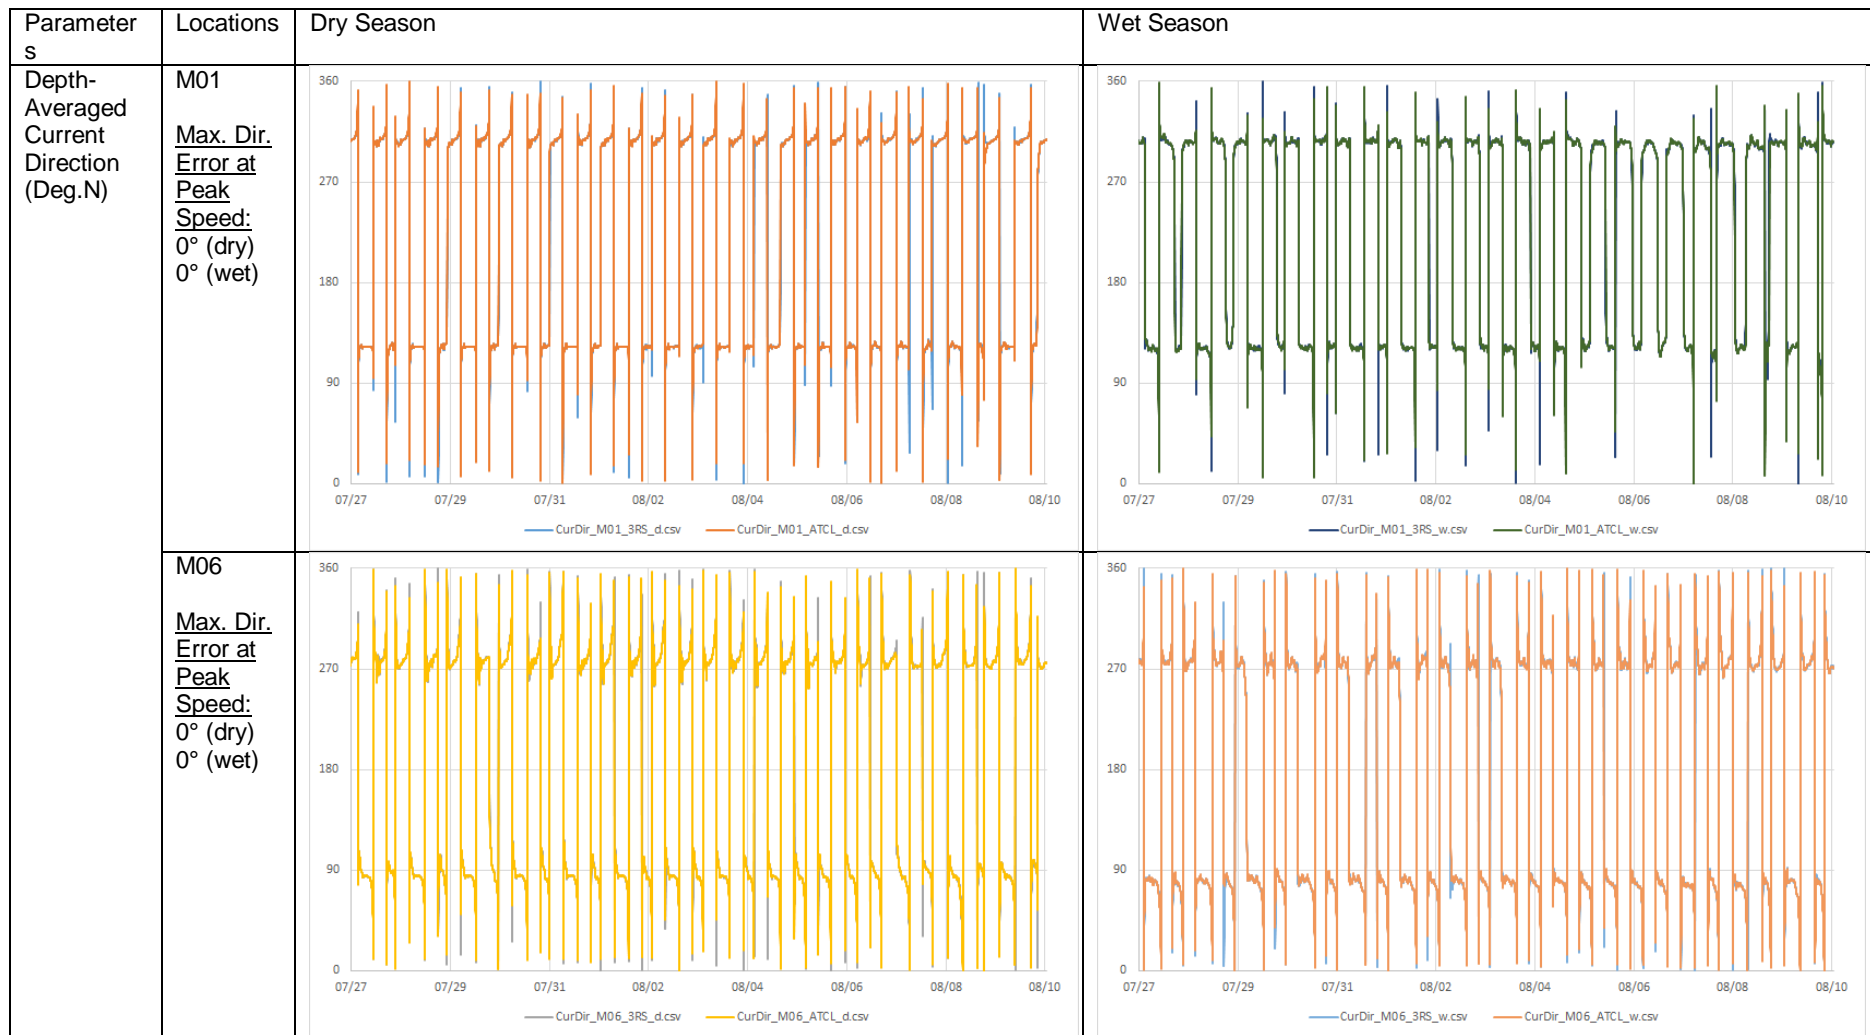 Parameter
s
Locations
Dry Season
Wet Season
Depth-
Averaged
Current
Direction
(Deg.N)
M01
Max. Dir.
Error at
Peak
Speed:
0° (dry)
0° (wet)
360
270
180
90
0
07/27 07/29 07/31 08/02 08/04 08/06 08/08 08/10
CurDir_M01_3RS_d.csv CurDir_M01_ATCL_d.csv
360
270
180
90
0
07/27 07/29 07/31 08/02 08/04 08/06 08/08 08/10
CurDir_M01_3RS_w.csv CurDir_M01_ATCL_w.csv
M06
Max. Dir.
Error at
Peak
Speed:
0° (dry)
0° (wet)
360
270
180
90
0
07/27 07/29 07/31 08/02 08/04 08/06 08/08 08/10
CurDir_M06_3RS_d.csv CurDir_M06_ATCL_d.csv
360
270
180
90
0
07/27 07/29 07/31 08/02 08/04 08/06 08/08 08/10
CurDir_M06_3RS_w.csv CurDir_M06_ATCL_w.csv